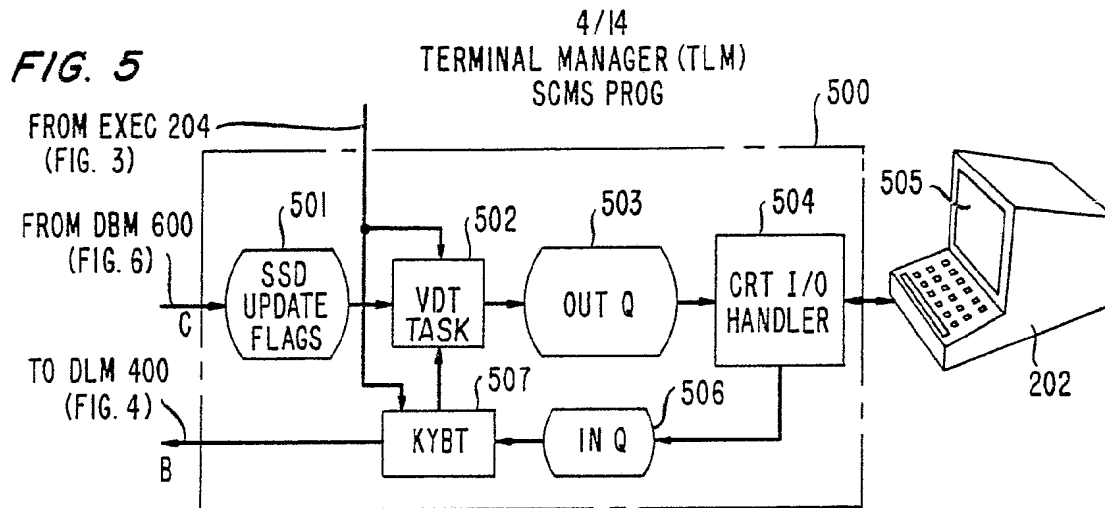 4/14
FIG. 5
TERMINAL MANAGER (TLM)
SCMS PROG
500
FROM EXEC 204
(FIG. 3)
505
501
502
503
504
FROM DBM 600
(FIG. 6)
SSD
UPDATE
FLAGS
VDT
TASK
OUT Q
CRT I/O
HANDLER
C
TO DLM 400
(FIG. 4)
507
506
202
KYBT
IN Q
B